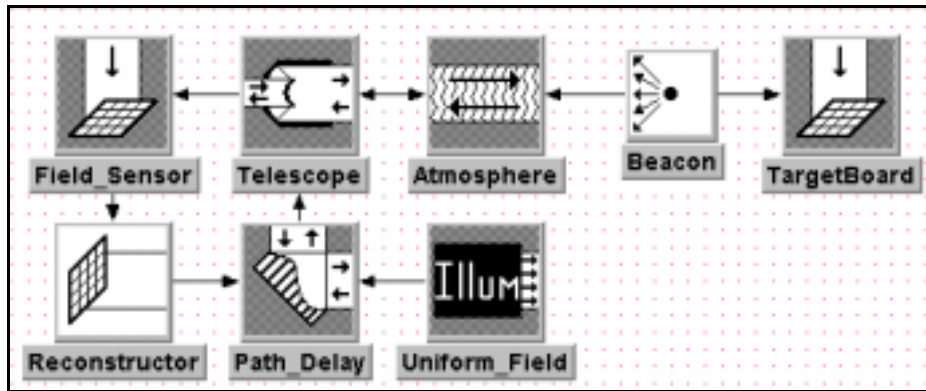 Field_Sensor
Telescope
Atmosphere
Beacon
TargetBoard
Illum
Reconstructor
Path_Delay
Uniform_Field